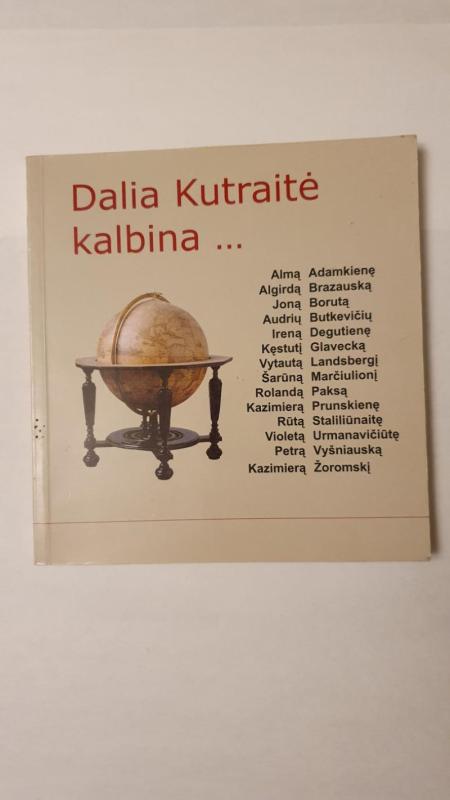 Dalia Kutraitė
kalbina ...
Almą Adamkienę
Algirdą Brazauską
Joną Borutą
Audrių Butkevičių
Ireną Degutienę
Kęstutį Glavecką
Vytautą Landsbergį
Šarūną Marčiulionį
Rolandą Paksą
Kazimierą Prunskienę
Rūtą Staliliūnaitę
Violetą Urmanavičiūtę
Petrą Vyšniauską
Kazimierą Žoromskį